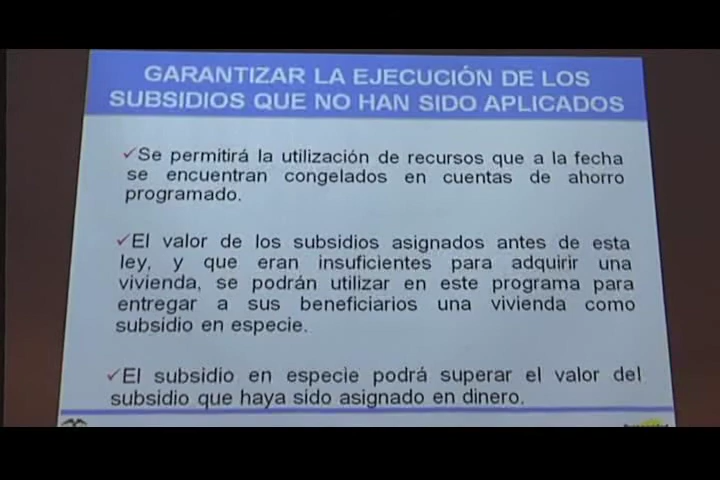 GARANTIZAR LA EJECUCIÓN DE LOS
SUBSIDIOS QUE NO HAN SIDO APLICADOS
✓Se permitirá la utilización de recursos que a la fecha
se encuentran congelados en cuentas de ahorro
programado.
✓El valor de los subsidios asignados antes de esta
ley, y que eran insuficientes para adquirir una
vivienda, se podrán utilizar en este programa para
entregar a sus beneficiarios una vivienda como
subsidio en especie.
✓El subsidio en especie podrá superar el valor del
subsidio que haya sido asignado en dinero.